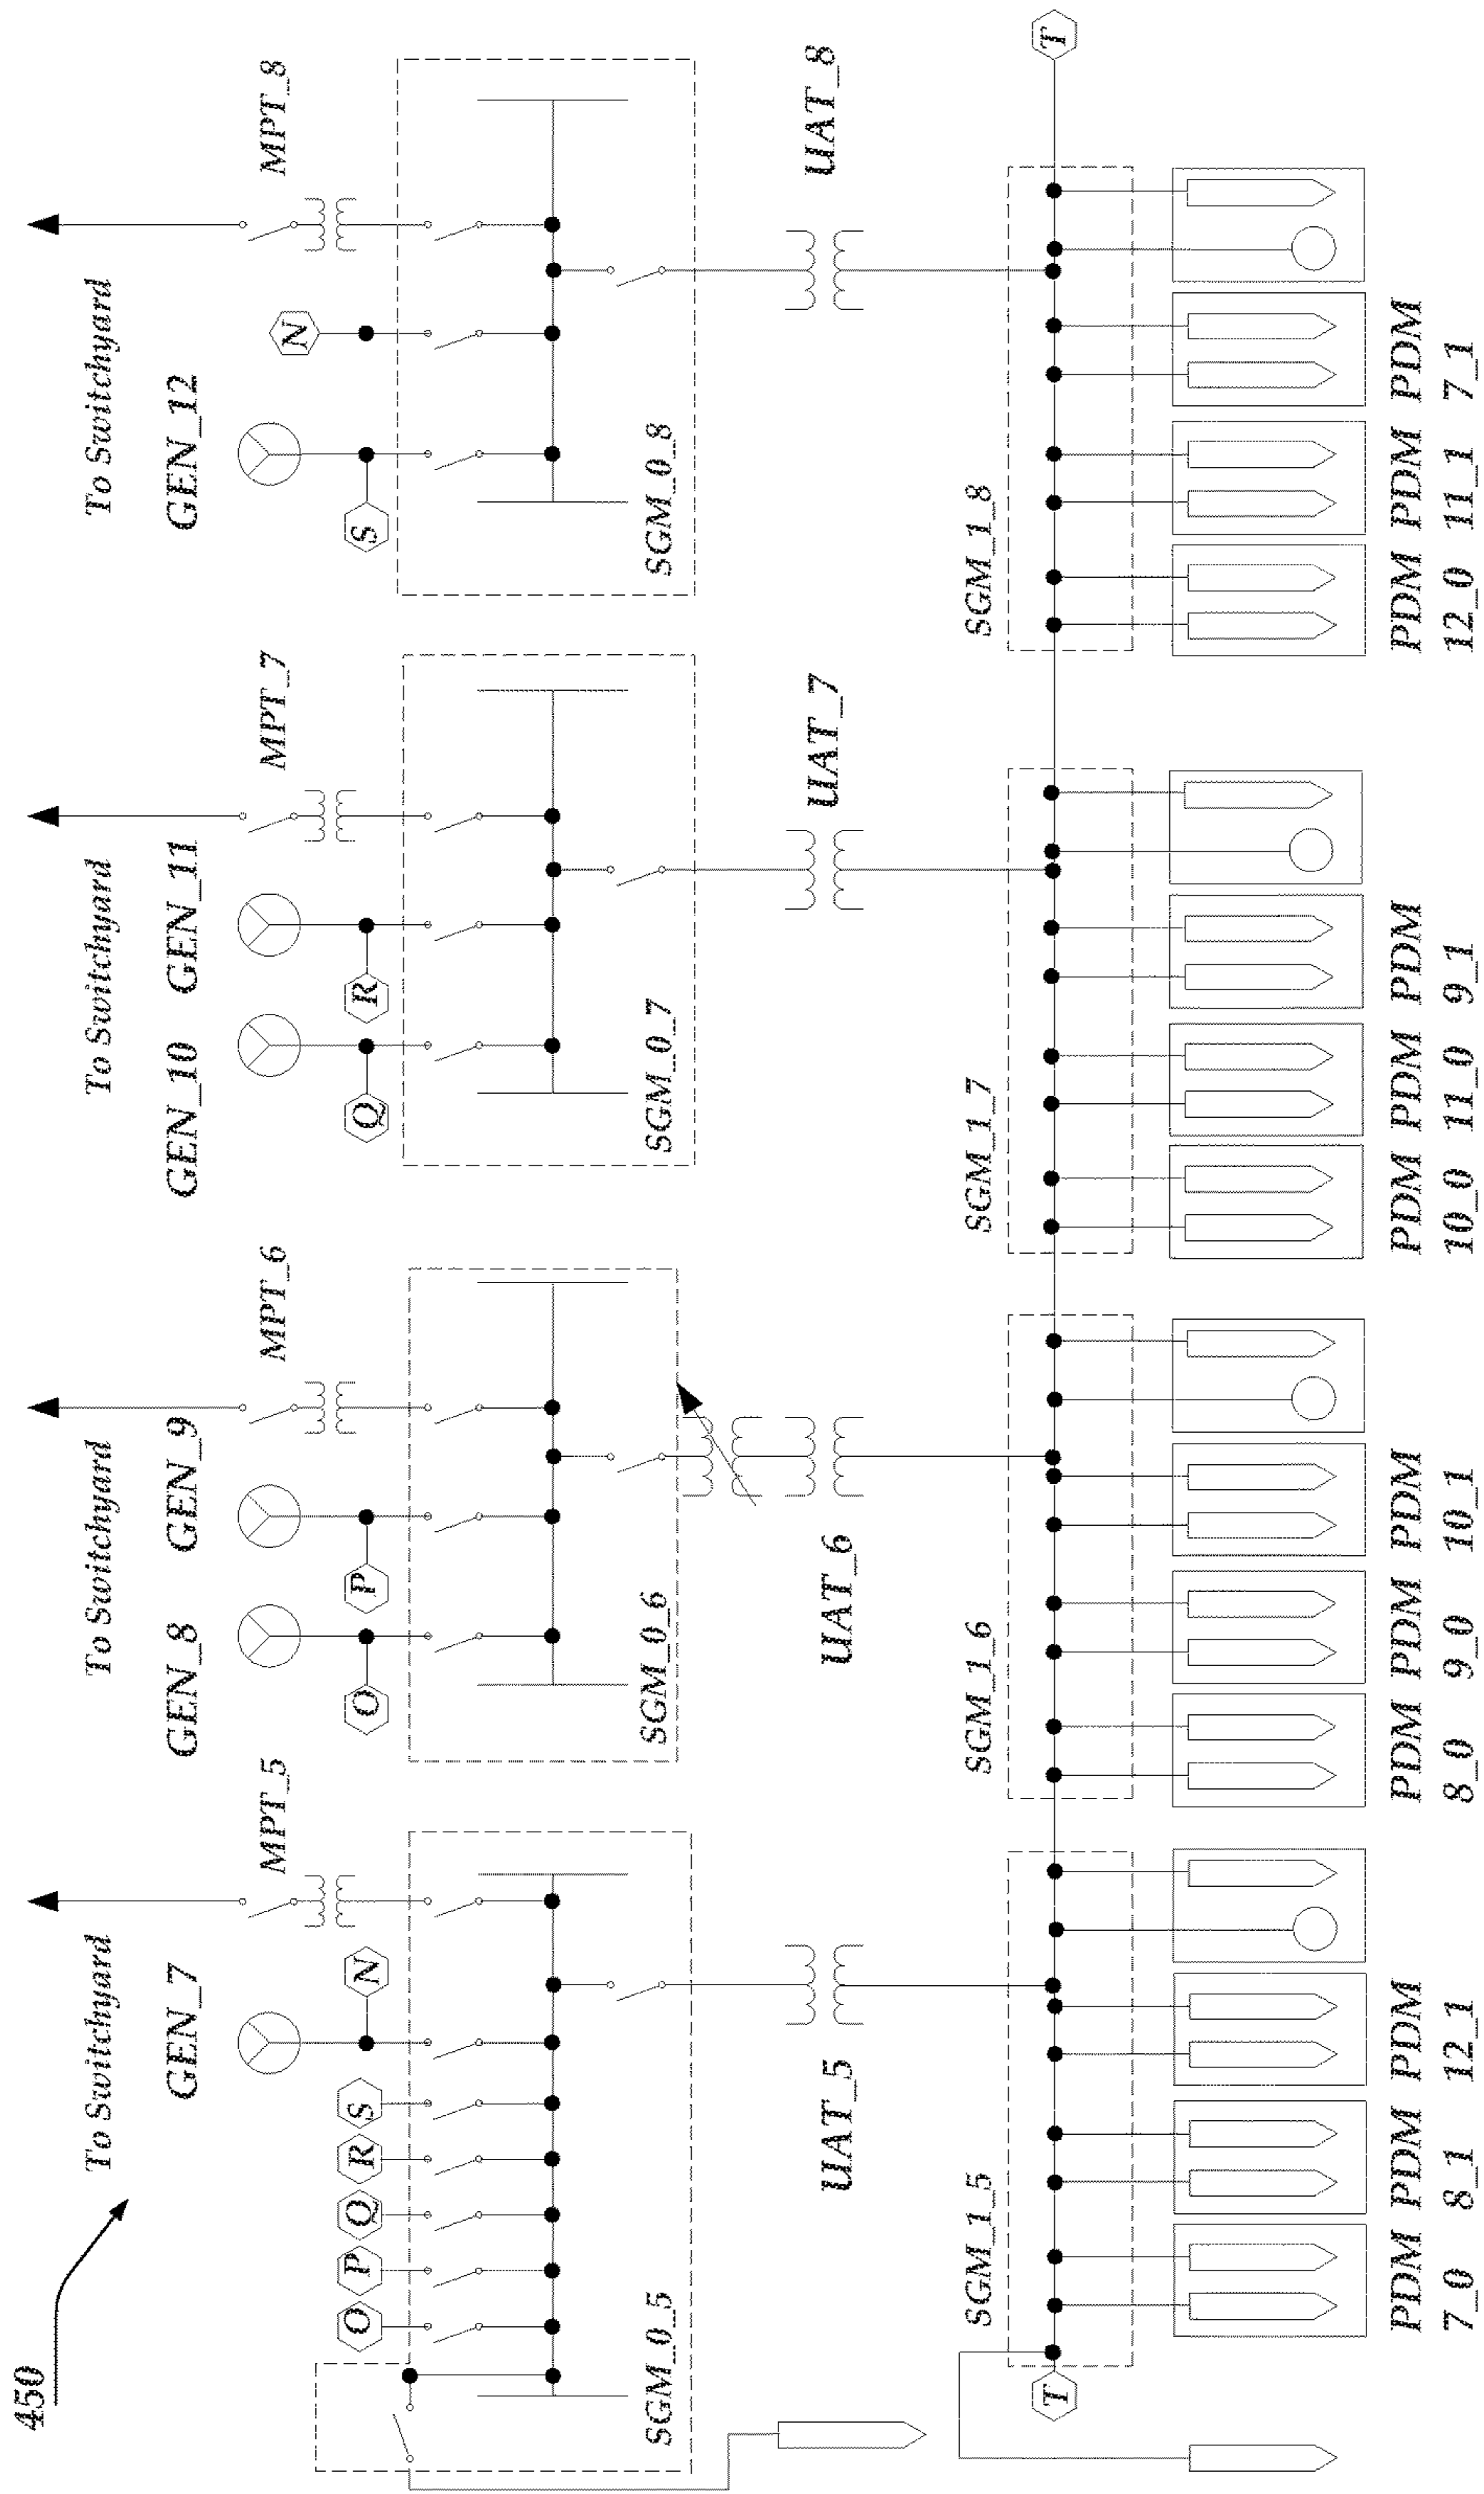 450
To Switchyard
To Switchyard
To Switchyard
To Switchyard
GEN_7
GEN_8
GEN_9
GEN_10
GEN_11
GEN_12
MPT_5
MPT_6
MPT_7
MPT_8
O
P
Q
R
S
N
O
P
Q
R
S
N
SGM_0_5
SGM_0_6
SGM_0_7
SGM_0_8
UAT_5
UAT_6
UAT_7
UAT_8
SGM_1_5
SGM_1_6
SGM_1_7
SGM_1_8
T
T
PDM PDM PDM
7_0 8_1 12_1
PDM PDM PDM
8_0 9_0 10_1
PDM PDM PDM
10_0 11_0 9_1
PDM PDM PDM
12_0 11_1 7_1